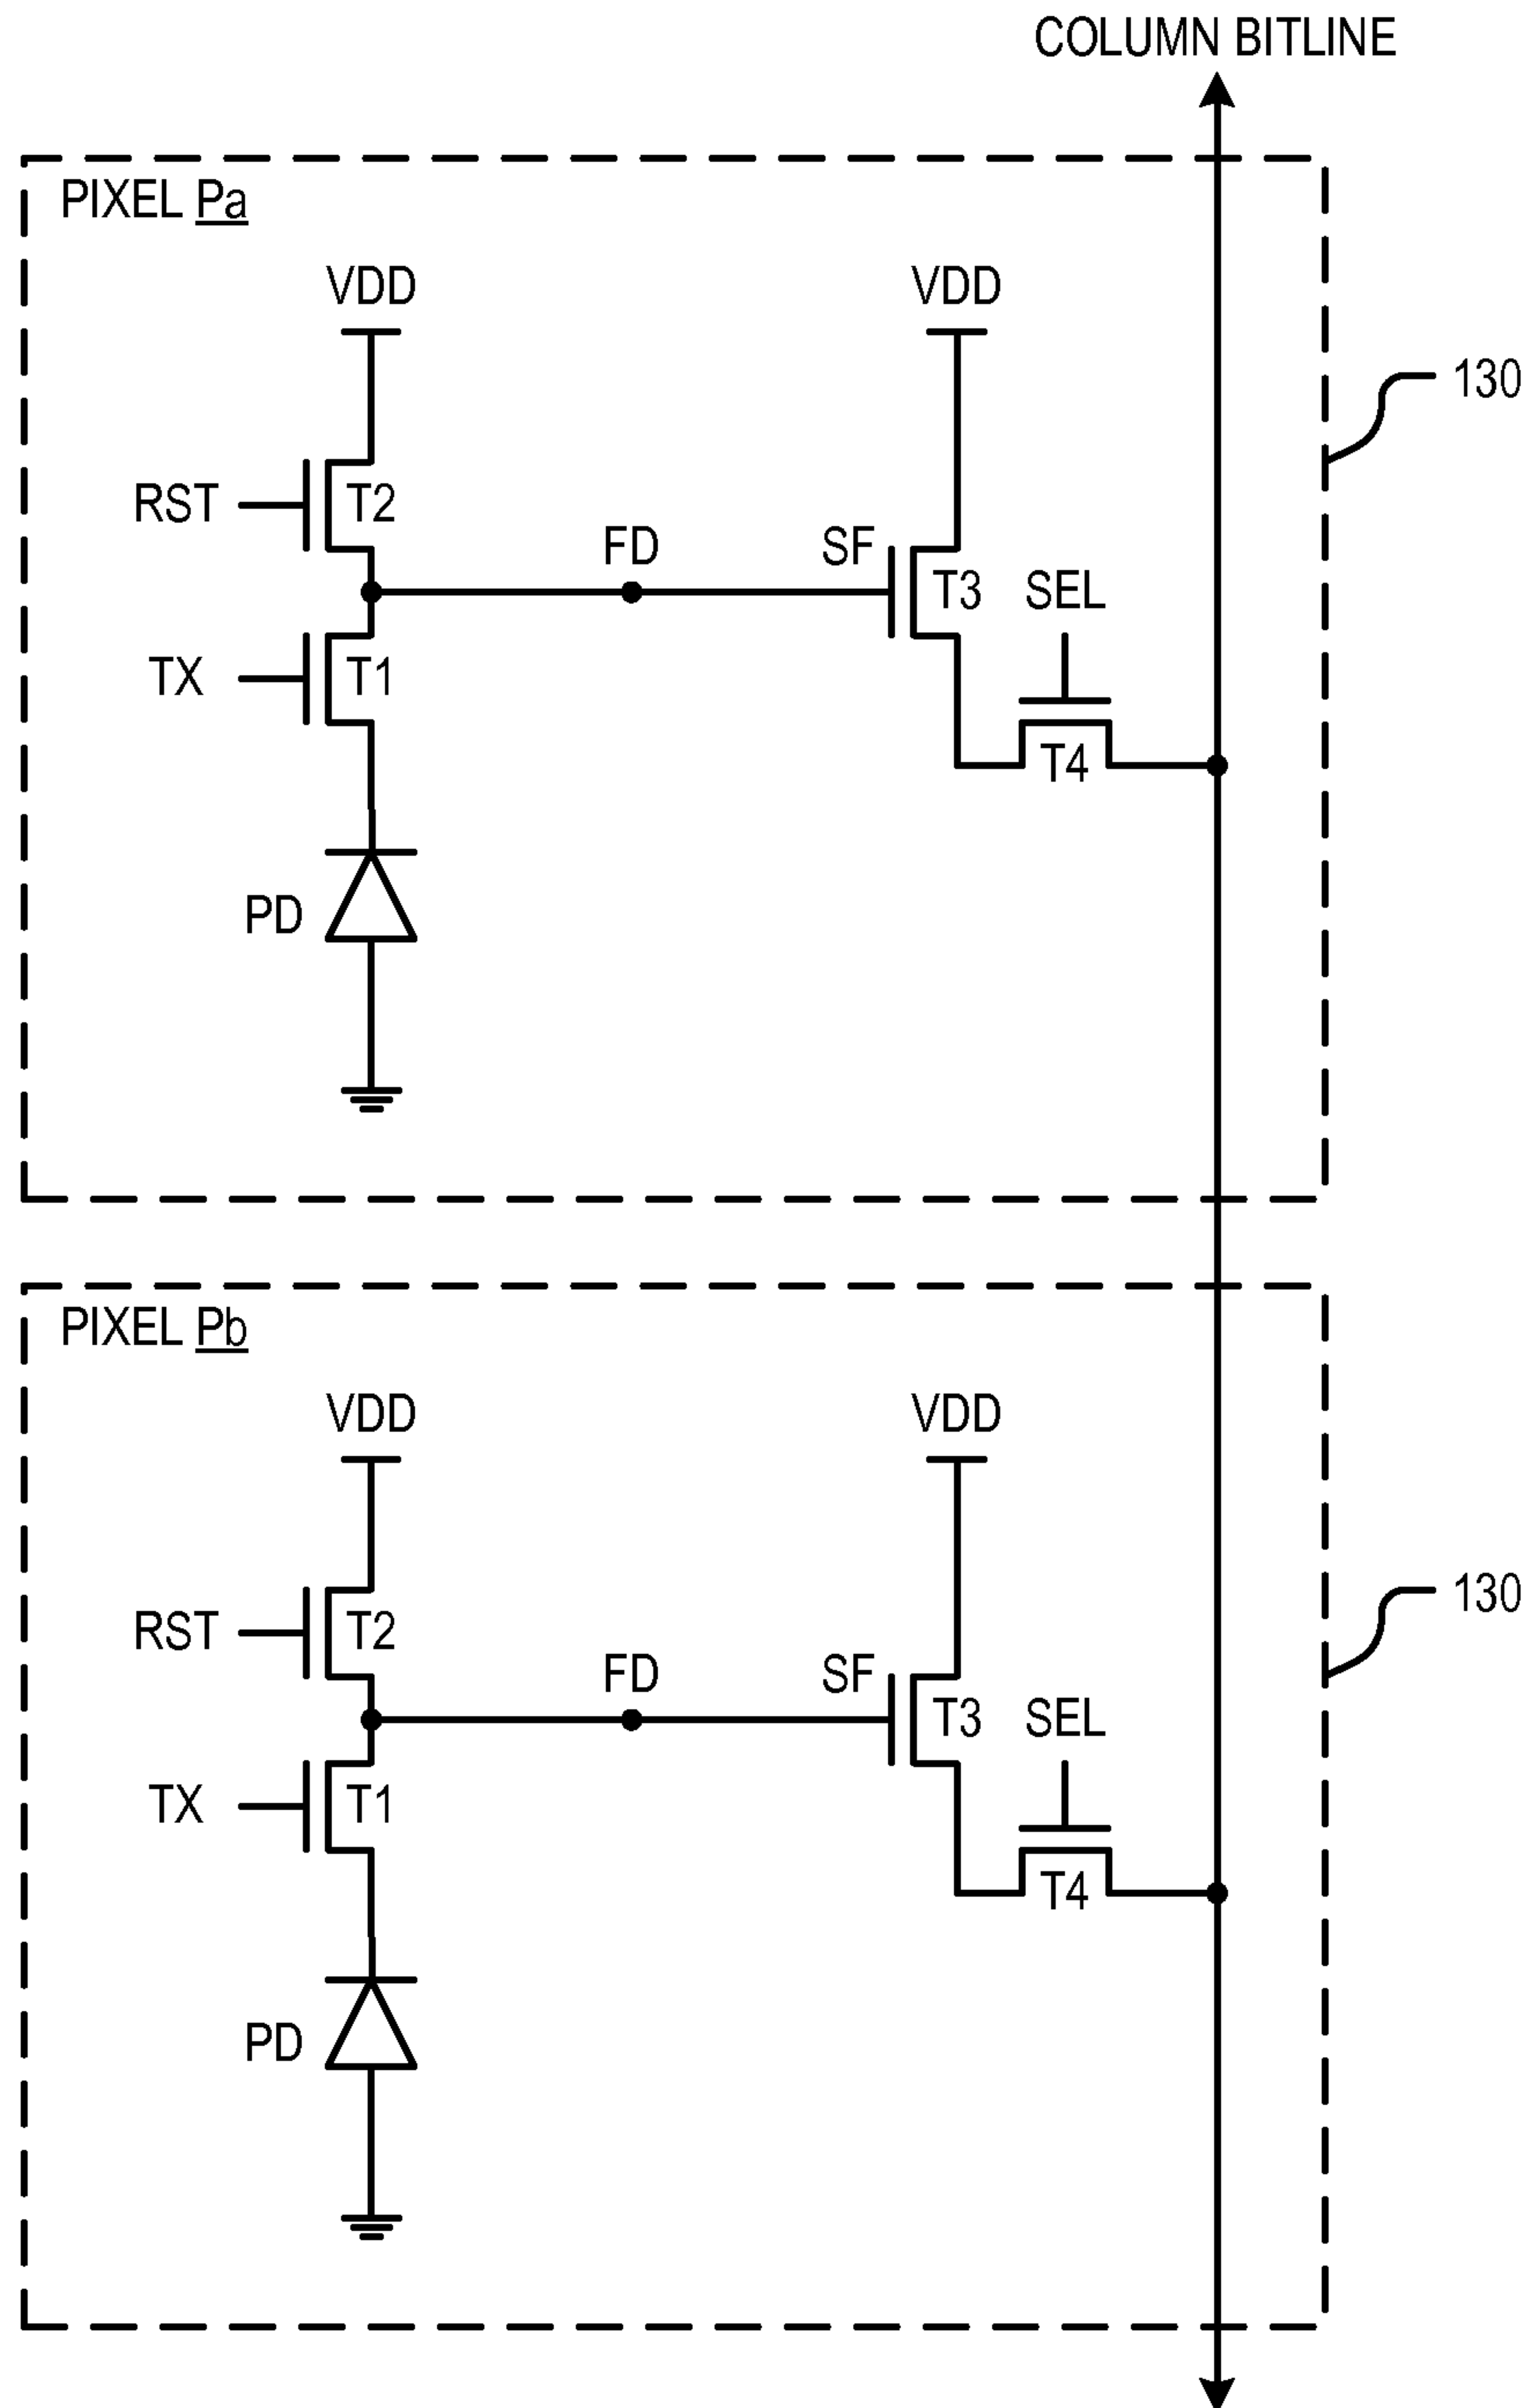 COLUMN BITLINE
PIXEL Pa
VDD
VDD
130
RST
T2
FD
SF
T3
SEL
TX
T1
T4
PD
PIXEL Pb
VDD
VDD
130
RST
T2
FD
SF
T3
SEL
TX
T1
T4
PD